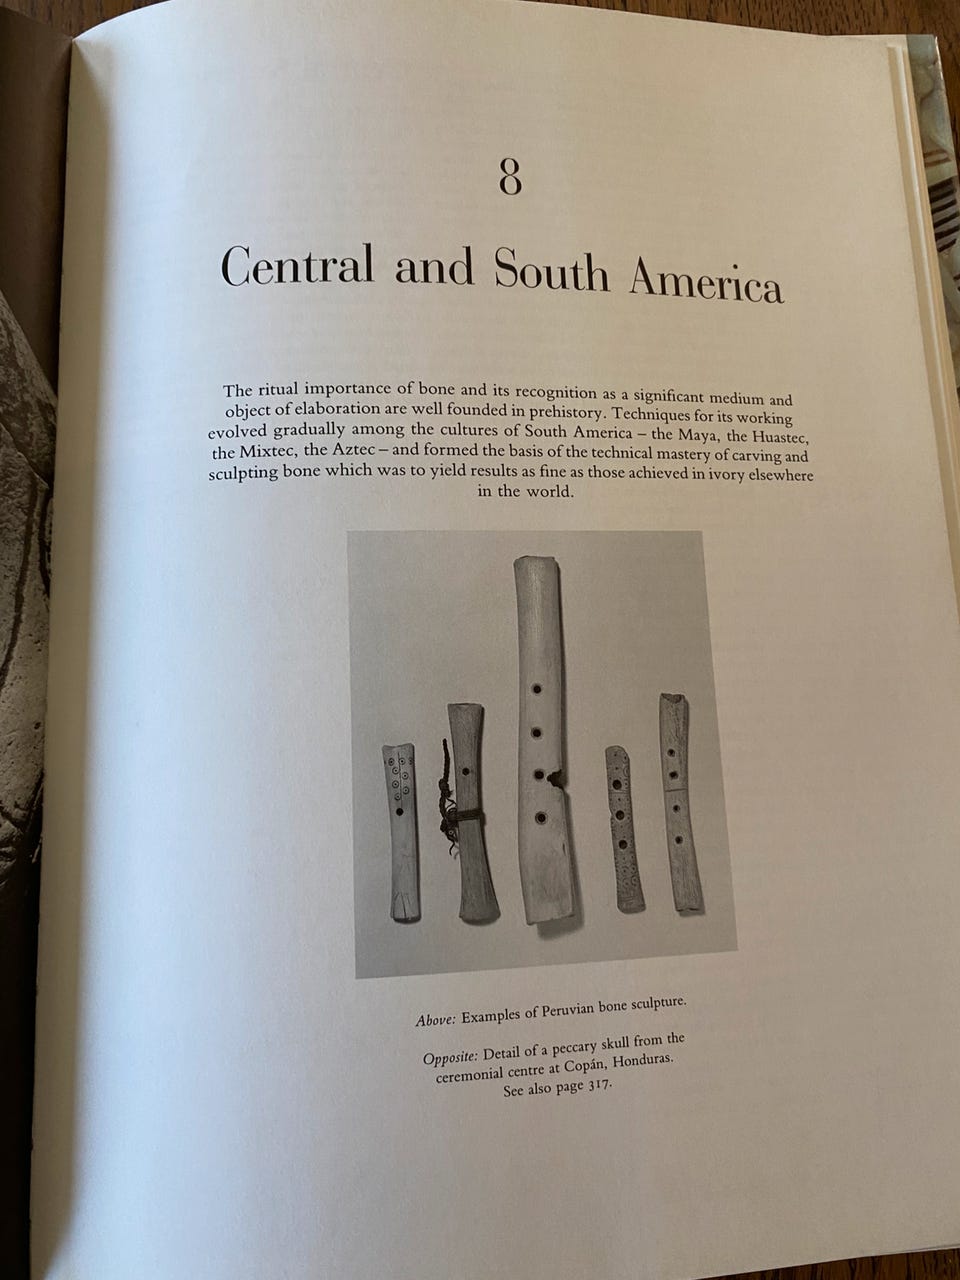 8
Central and South America
The ritual importance of bone and its recognition as a significant medium and
object of elaboration are well founded in prehistory. Techniques for its working
evolved gradually among the cultures of South America – the Maya, the Huastec,
the Mixtec, the Aztec – and formed the basis of the technical mastery of carving and
sculpting bone which was to yield results as fine as those achieved in ivory elsewhere
in the world.
Above: Examples of Peruvian bone sculpture.
Opposite: Detail of a peccary skull from the
ceremonial centre at Copán, Honduras.
See also page 317.